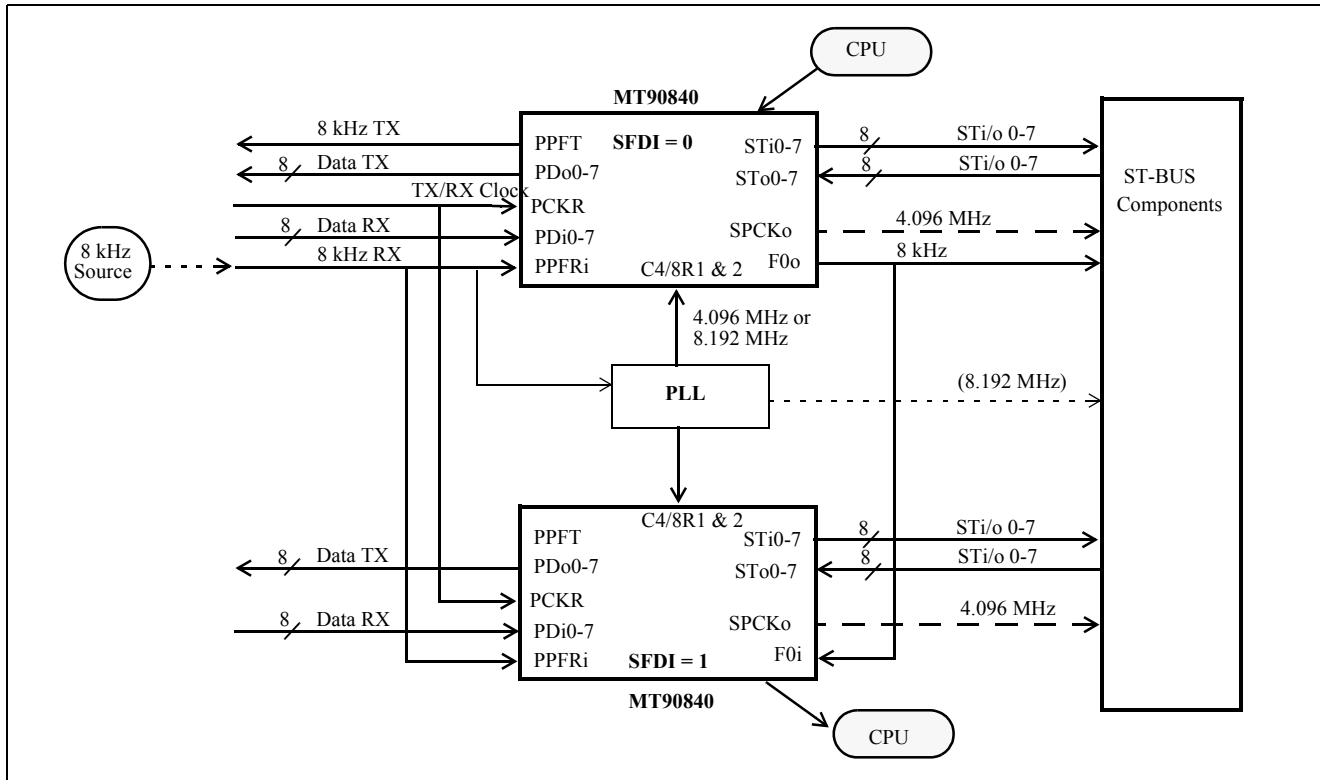 CPU
MT90840
8 kHz TX
PPFT
SFDI = 0
STi0-7
8
STi/o 0-7
8
Data TX
PDo0-7
STo0-7
8
STi/o 0-7
ST-BUS
Components
TX/RX Clock
PCKR
8
Data RX
PDi0-7
SPCKo
4.096 MHz
8 kHz
Source
8 kHz RX
PPFRi
C4/8R1 & 2
F0o
8 kHz
4.096 MHz or
8.192 MHz
PLL
(8.192 MHz)
C4/8R1 & 2
PPFT
STi0-7
8
STi/o 0-7
8
Data TX
PDo0-7
STo0-7
8
STi/o 0-7
PCKR
8
Data RX
PDi0-7
SPCKo
4.096 MHz
PPFRi
SFDI = 1
F0i
MT90840
CPU